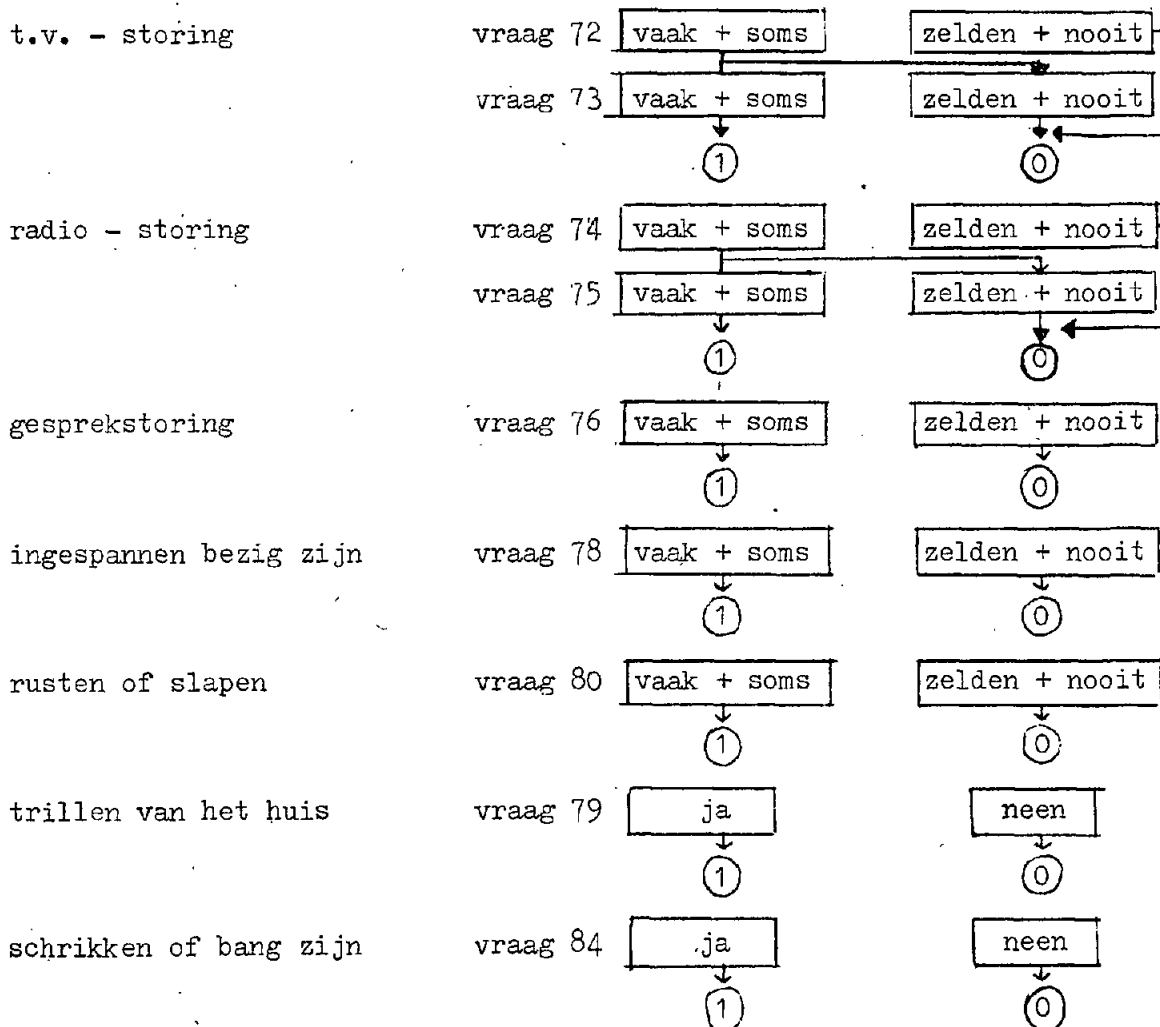 t.v. - storing vraag 72 vaak + soms zelden + nooit
vraag 73 vaak + soms zelden + nooit
1 0
radio - storing vraag 74 vaak + soms zelden + nooit
vraag 75 vaak + soms zelden + nooit
1 0
gesprekstoring vraag 76 vaak + soms zelden + nooit
1 0
ingespannen bezig zijn vraag 78 vaak + soms zelden + nooit
1 0
rusten of slapen vraag 80 vaak + soms zelden + nooit
1 0
trillen van het huis vraag 79 ja neen
1 0
schrikken of bang zijn vraag 84 ja neen
1 0